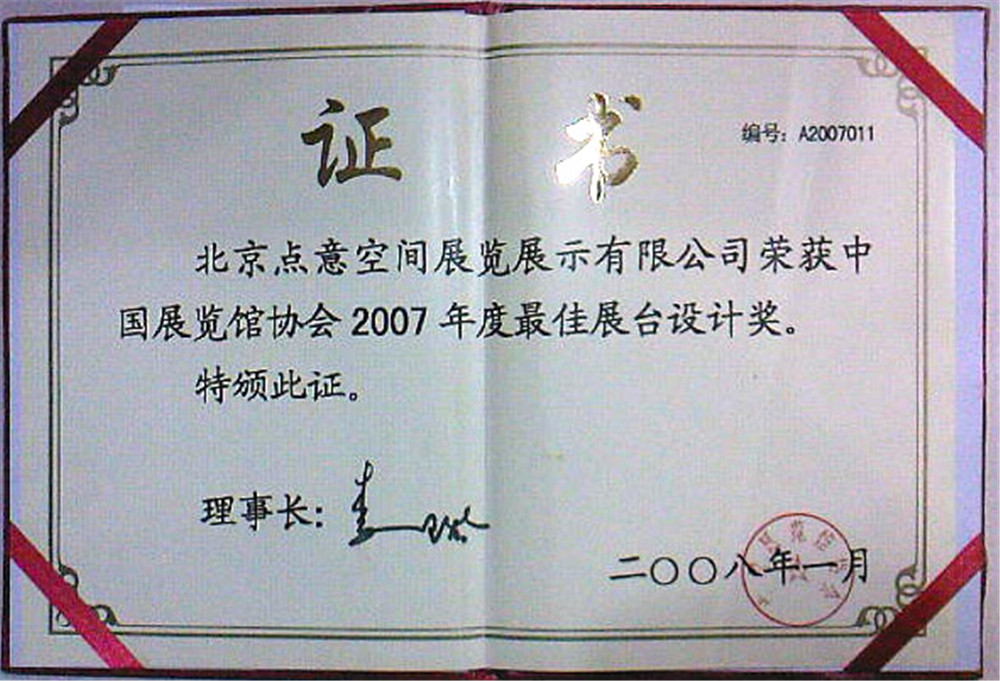 证 书
编号：A2007011
北京点意空间展览展示有限公司荣获中
国展览馆协会2007年度最佳展台设计奖。
特颁此证。
理事长：
二〇〇八年一月